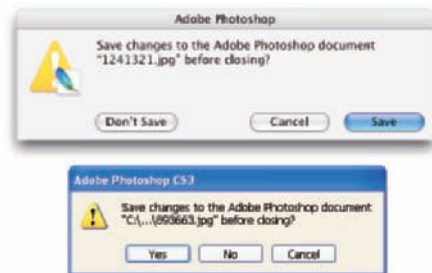 Adobe Photoshop
Save changes to the Adobe Photoshop document
"1241321.jpg" before closing?
Don't Save
Cancel
Save
Adobe Photoshop CS3
Save changes to the Adobe Photoshop document
"C:\...\893663.jpg" before closing?
Yes
No
Cancel